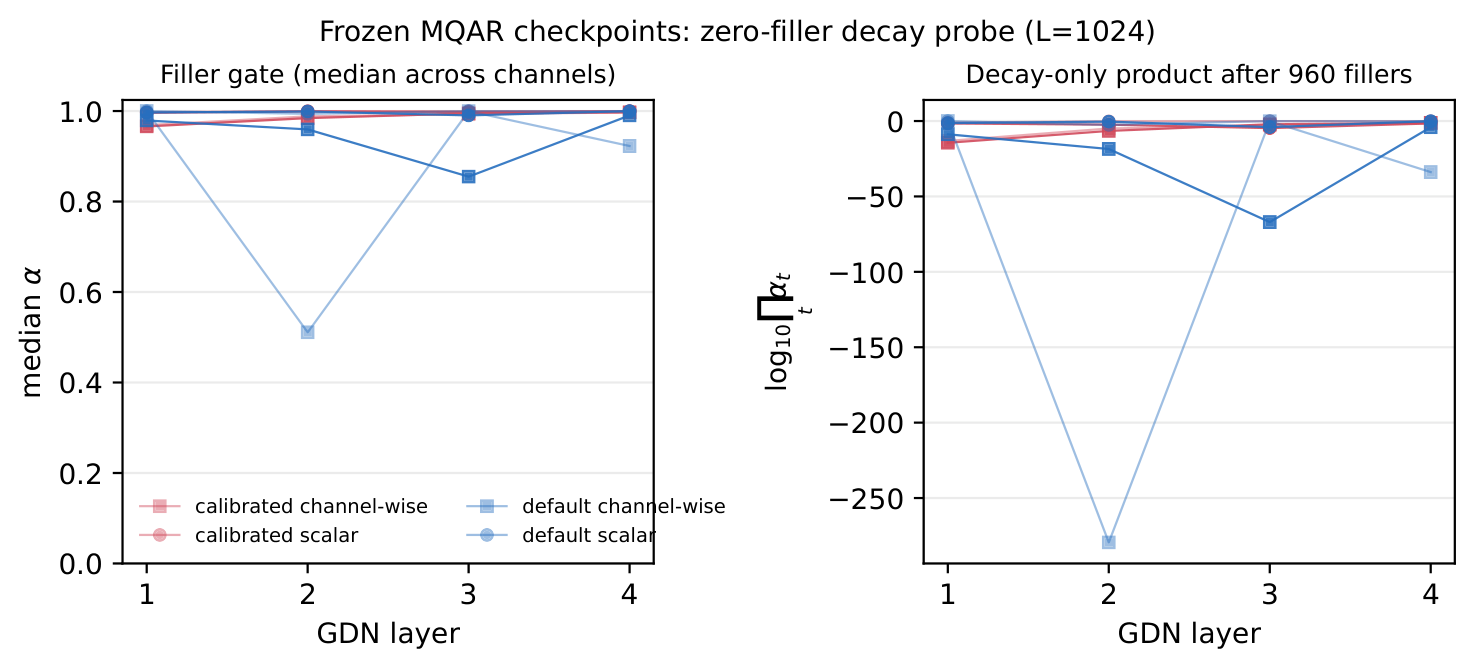 Frozen MQAR checkpoints: zero-filler decay probe (L=1024)
Filler gate (median across channels)
1.0
0.8
0.6
0.4
0.2
0.0
median α
calibrated channel-wise
calibrated scalar
default channel-wise
default scalar
1 2 3 4
GDN layer
Decay-only product after 960 fillers
0
−50
−100
−150
−200
−250
log₁₀∏ₜαₜ
1 2 3 4
GDN layer